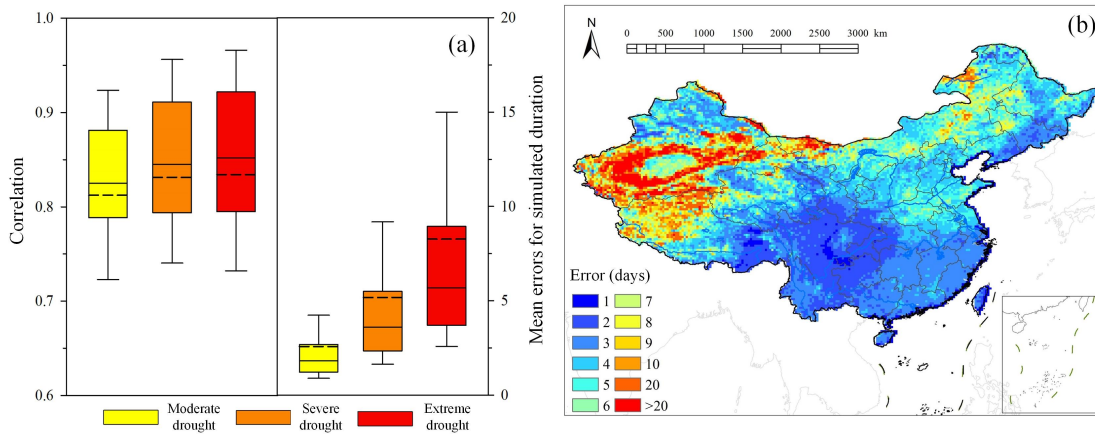 (a)
Correlation
1.0
0.9
0.8
0.7
0.6
20
15
10
5
0
Mean errors for simulated duration
Moderate drought
Severe drought
Extreme drought
(b)
N
0 500 1000 1500 2000 2500 3000 km
Error (days)
1 7
2 8
3 9
4 10
5 20
6 >20